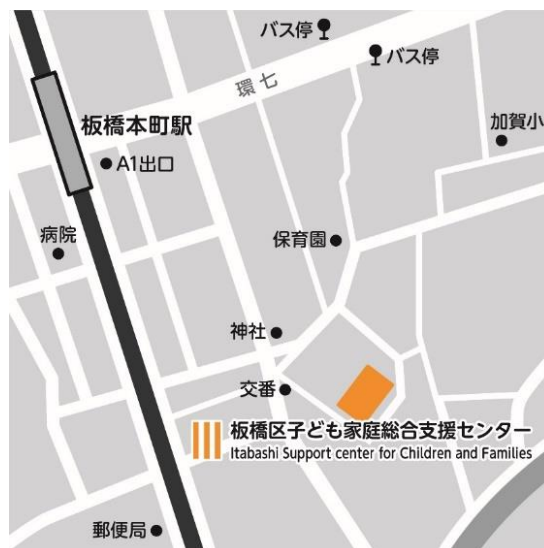 バス停
バス停
環七
板橋本町駅
加賀小
A1出口
病院
保育園
神社
交番
板橋区子ども家庭総合支援センター
Itabashi Support center for Children and Families
郵便局